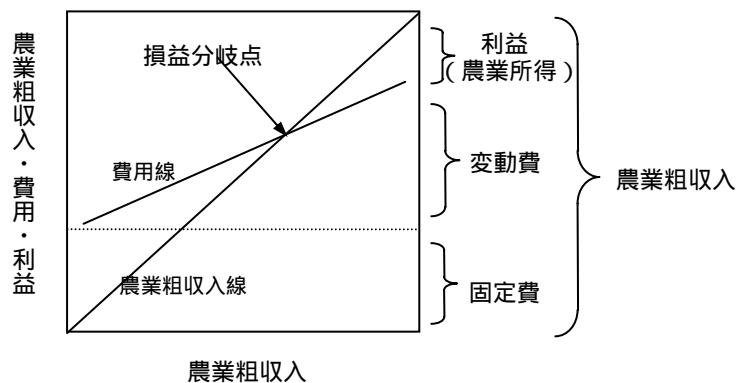 農業粗収入・費用・利益
損益分岐点
費用線
農業粗収入線
利益
(農業所得)
変動費
固定費
農業粗収入
農業粗収入